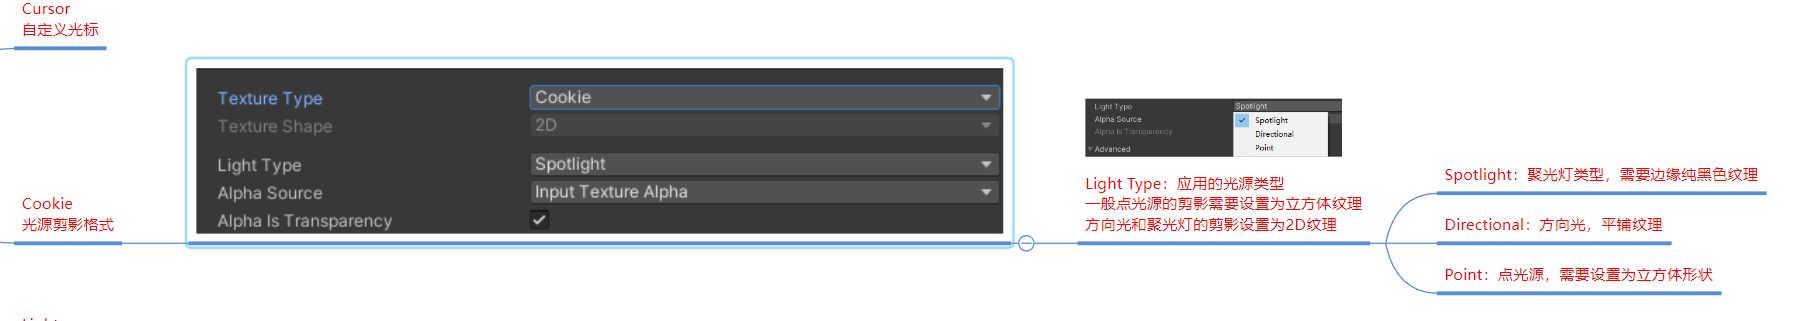 Cursor
自定义光标
Cookie
光源剪影格式
Texture Type
Cookie
Texture Shape
2D
Light Type
Spotlight
Alpha Source
Input Texture Alpha
Alpha Is Transparency
Light Type
Spotlight
Alpha Source
Spotlight
Alpha Is Transparency
Directional
Advanced
Point
Light Type：应用的光源类型
一般点光源的剪影需要设置为立方体纹理
方向光和聚光灯的剪影设置为2D纹理
Spotlight：聚光灯类型，需要边缘纯黑色纹理
Directional：方向光，平铺纹理
Point：点光源，需要设置为立方体形状